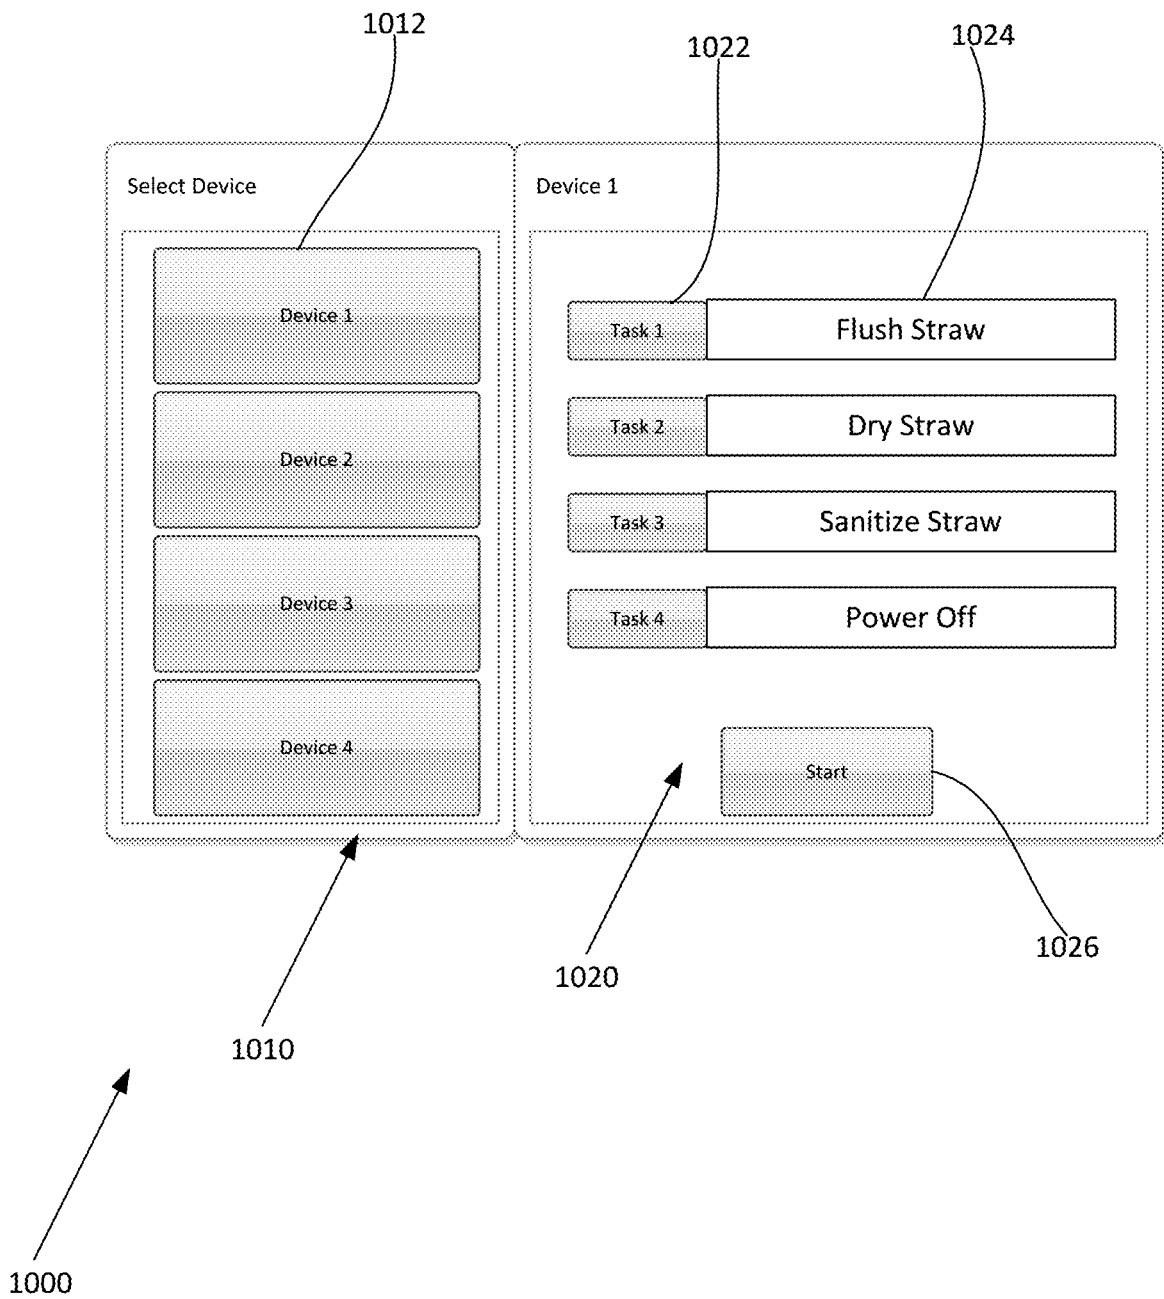 1012
1022
1024
Select Device
Device 1
Device 1
Device 2
Device 3
Device 4
Task 1
Flush Straw
Task 2
Dry Straw
Task 3
Sanitize Straw
Task 4
Power Off
Start
1026
1020
1010
1000